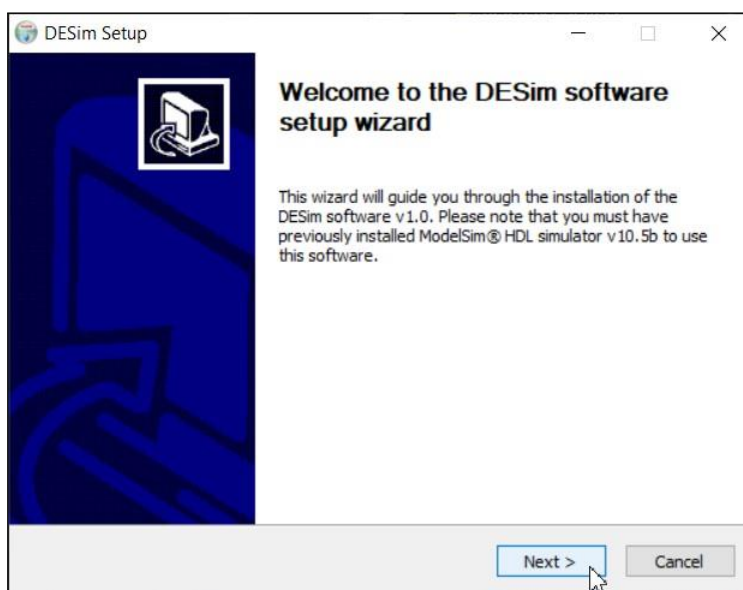 DESim Setup
Welcome to the DESim software
setup wizard
This wizard will guide you through the installation of the
DESim software v1.0. Please note that you must have
previously installed ModelSim® HDL simulator v10.5b to use
this software.
Next >
Cancel